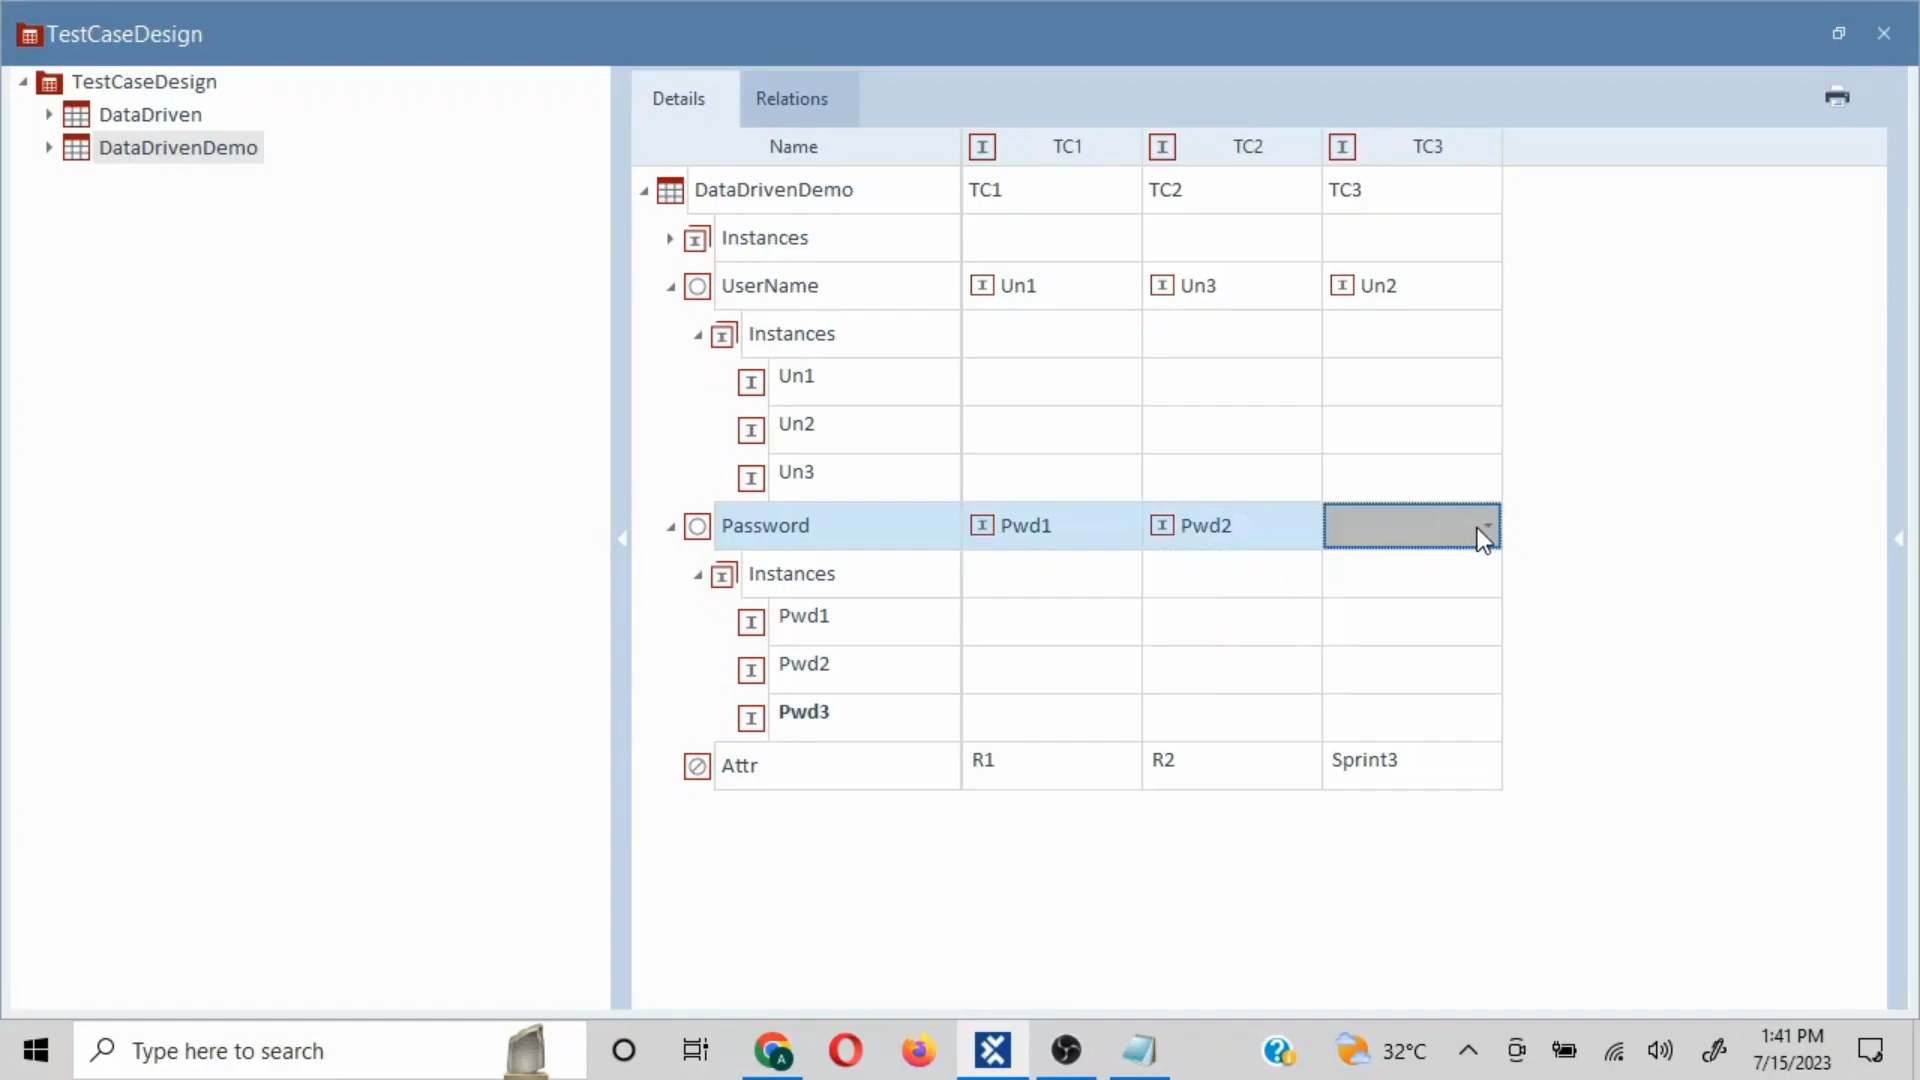 TestCaseDesign
TestCaseDesign
DataDriven
DataDrivenDemo
Details Relations
Name TC1 TC2 TC3
DataDrivenDemo TC1 TC2 TC3
Instances
UserName Un1 Un3 Un2
Instances
Un1
Un2
Un3
Password Pwd1 Pwd2
Instances
Pwd1
Pwd2
Pwd3
Attr R1 R2 Sprint3
Type here to search
32°C
1:41 PM
7/15/2023